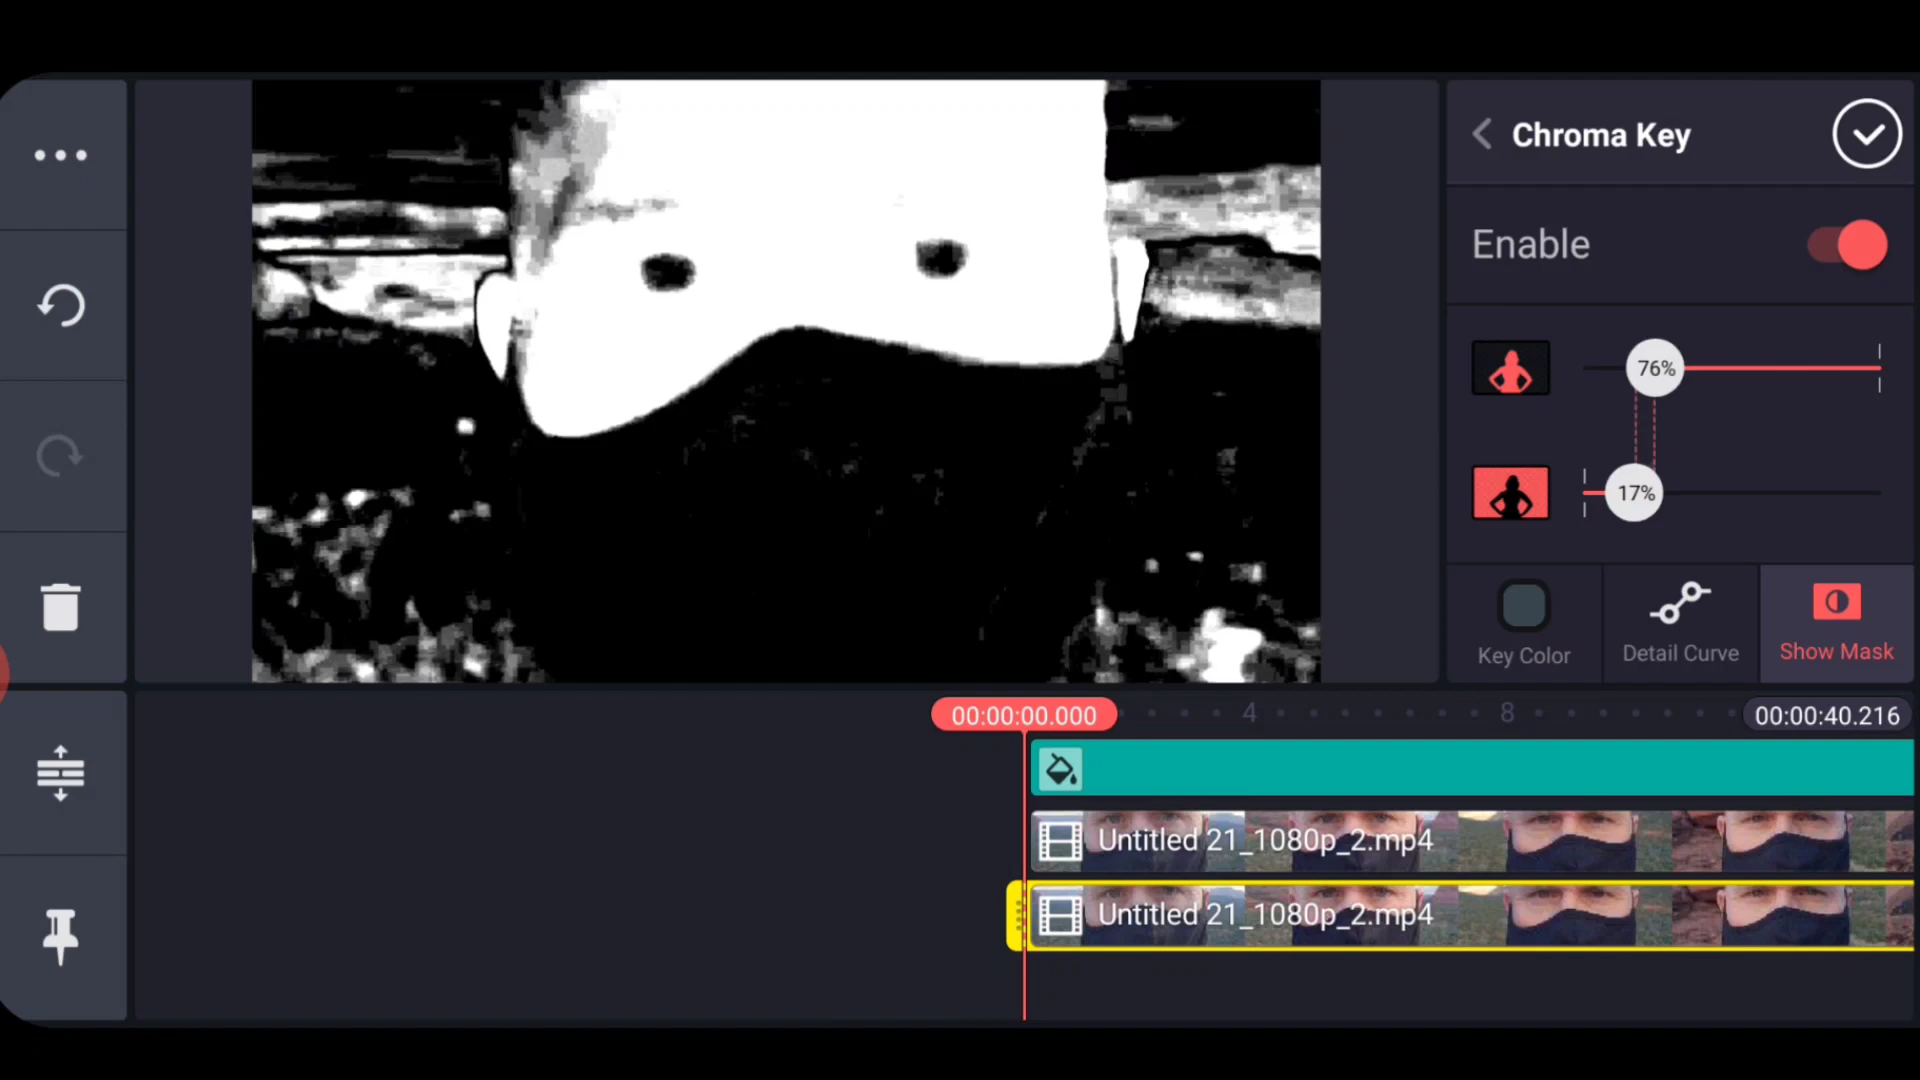 Chroma Key
Enable
76%
17%
Key Color
Detail Curve
Show Mask
00:00:00.000
4
8
00:00:40.216
Untitled 21_1080p_2.mp4
Untitled 21_1080p_2.mp4